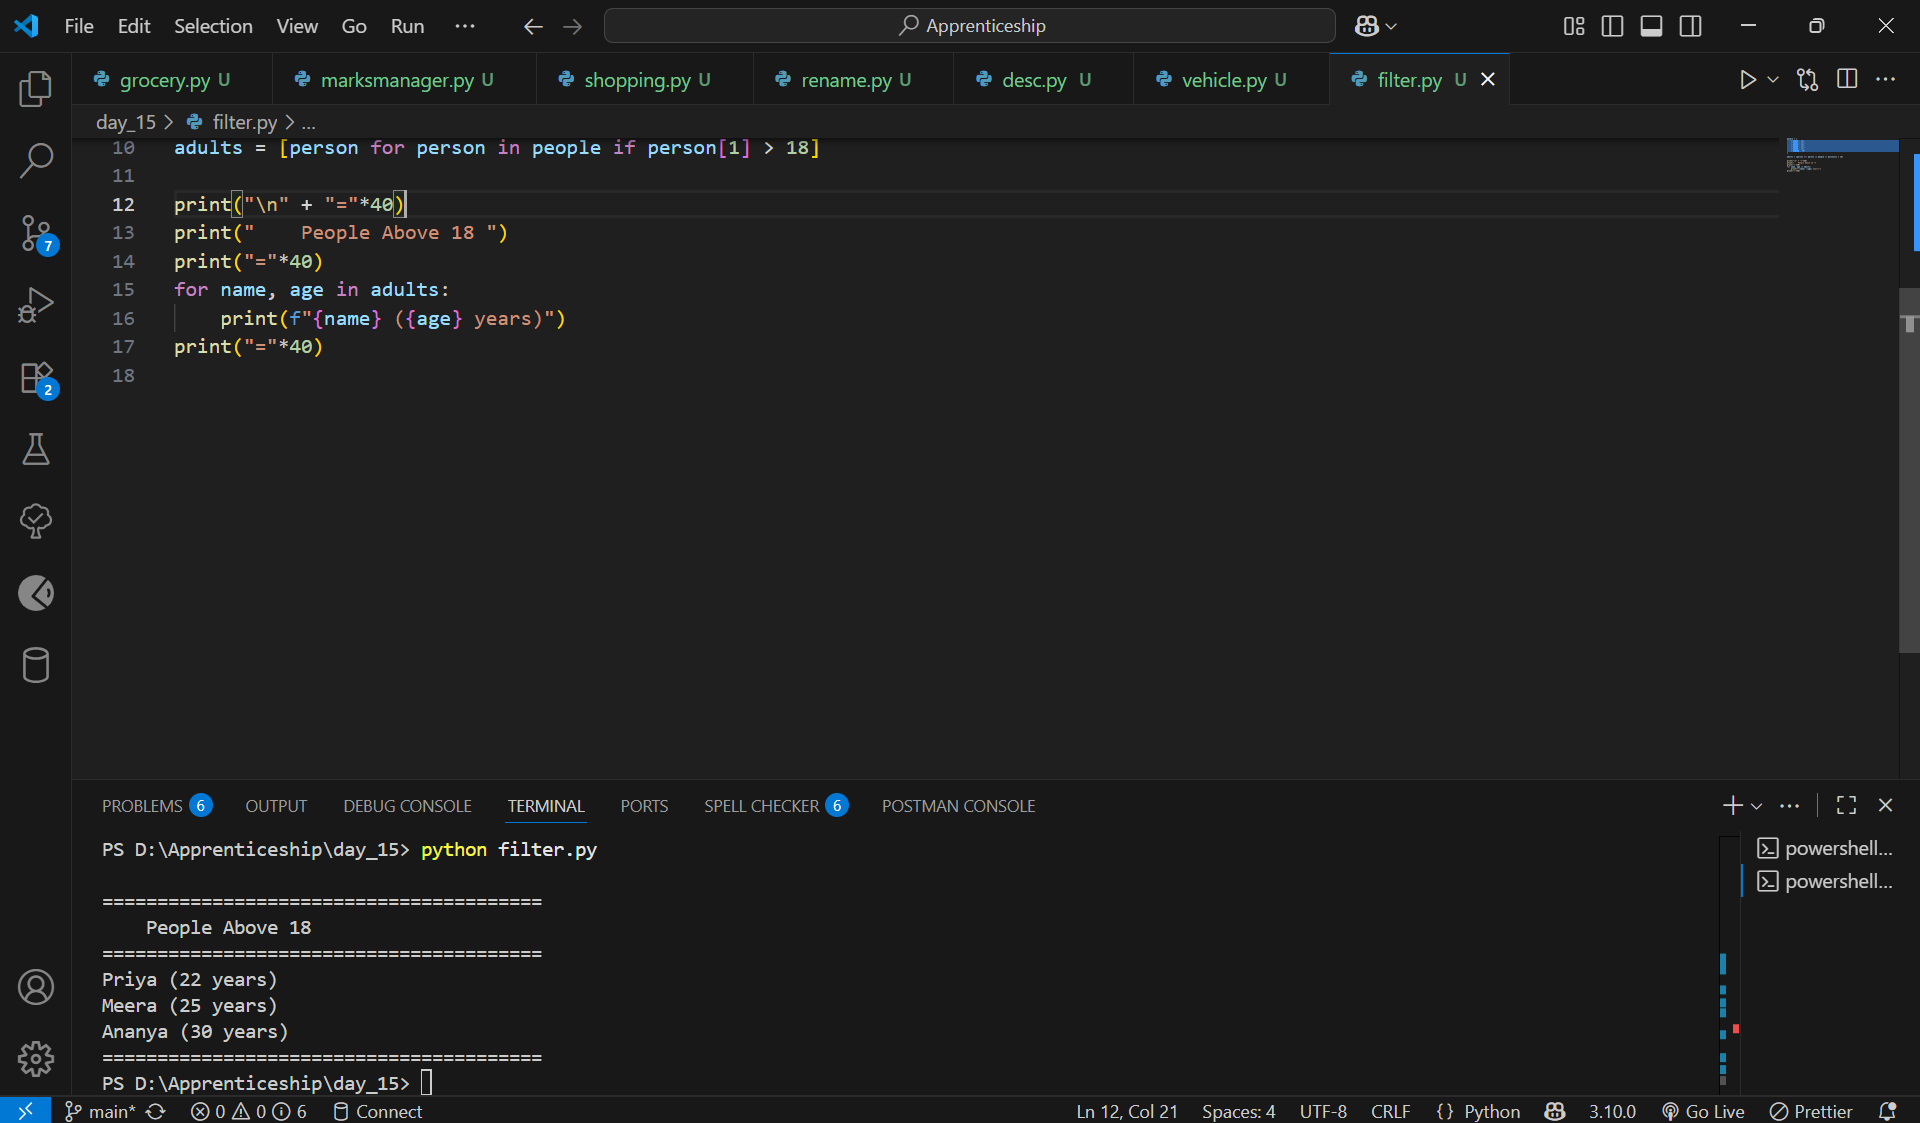 File Edit Selection View Go Run ··· Apprenticeship
grocery.py U marksmanager.py U shopping.py U rename.py U desc.py U vehicle.py U filter.py U
day_15 > filter.py > ...
10 adults = [person for person in people if person[1] > 18]
11
12 print("\n" + "="*40)
13 print("    People Above 18 ")
14 print("="*40)
15 for name, age in adults:
16     print(f"{name} ({age} years)")
17 print("="*40)
18
PROBLEMS 6 OUTPUT DEBUG CONSOLE TERMINAL PORTS SPELL CHECKER 6 POSTMAN CONSOLE
7
2
PS D:\Apprenticeship\day_15> python filter.py
========================================
    People Above 18
========================================
Priya (22 years)
Meera (25 years)
Ananya (30 years)
========================================
PS D:\Apprenticeship\day_15>
powershell...
powershell...
main* 0 0 6 Connect Ln 12, Col 21 Spaces: 4 UTF-8 CRLF {} Python 3.10.0 Go Live Prettier